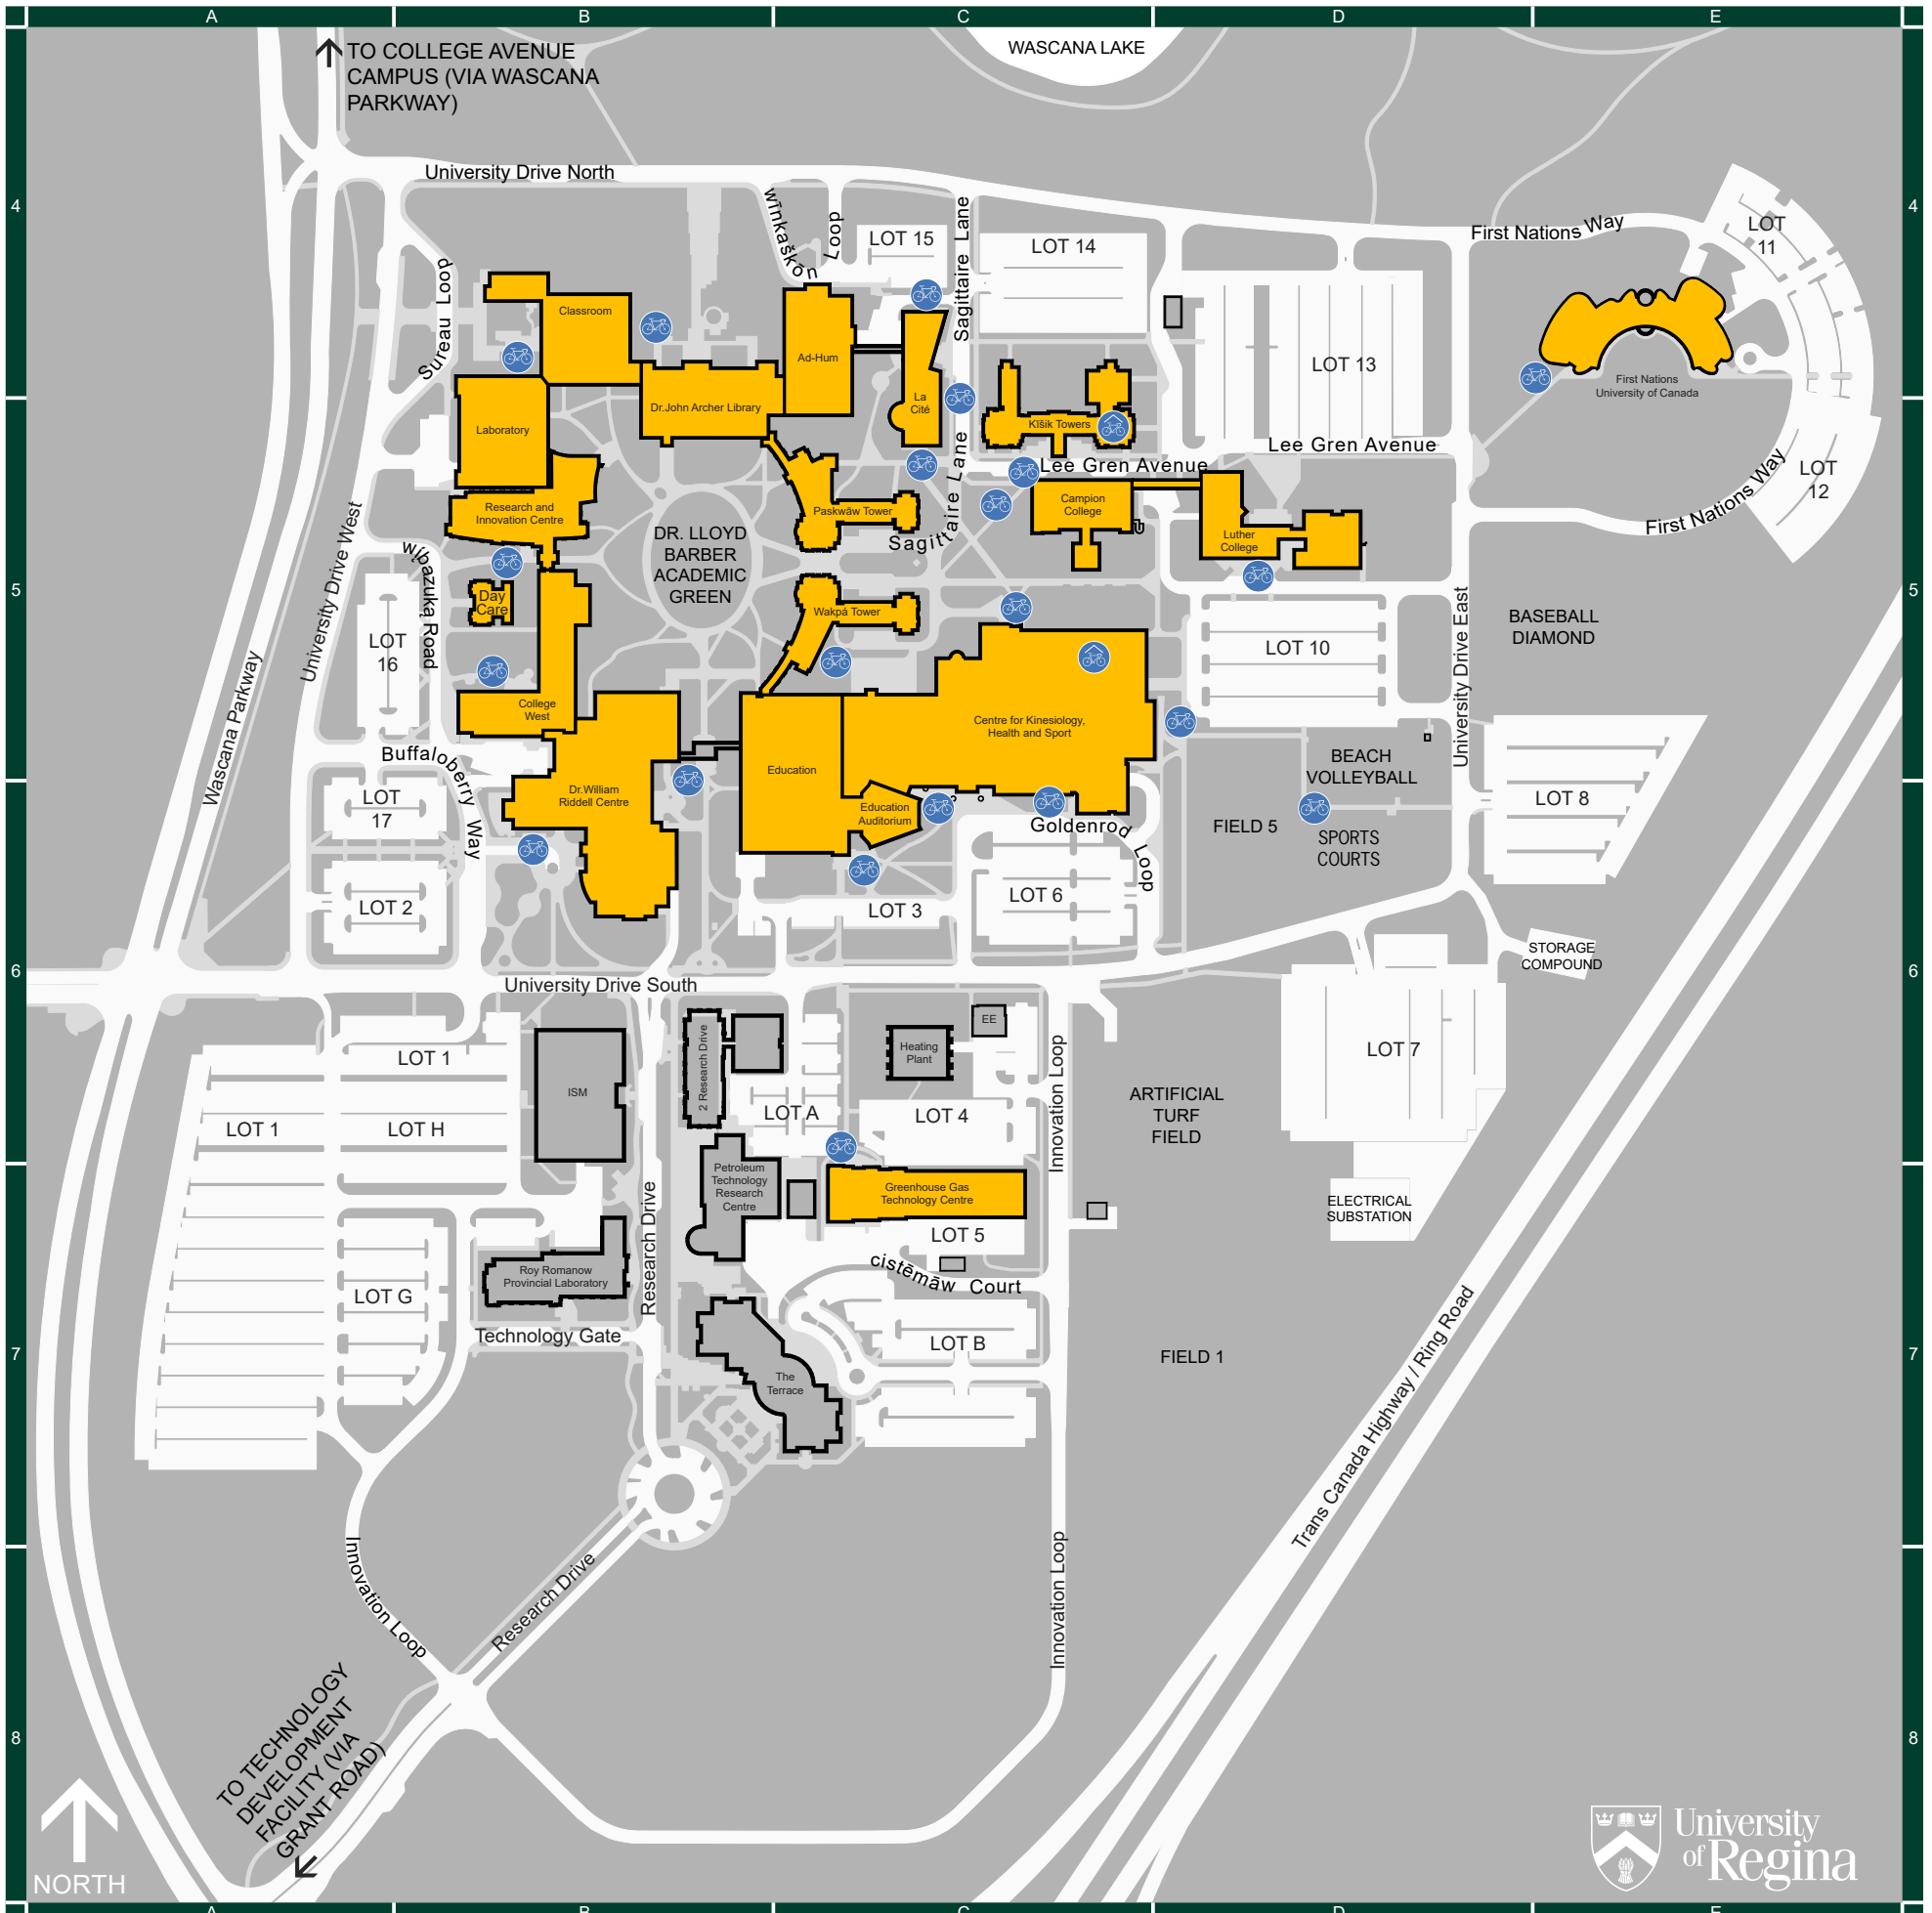 A
B
C
D
E
WASCANA LAKE
TO COLLEGE AVENUE
CAMPUS (VIA WASCANA
PARKWAY)
University Drive North
4
4
wīnkaškón Loop
Sagittaire Lane
LOT 15
LOT 14
First Nations Way
LOT
11
Sureau Loop
Classroom
Ad-Hum
LOT 13
First Nations
University of Canada
Dr.John Archer Library
La
Cité
Kīšik Towers
Laboratory
Lee Gren Avenue
Lee Gren Avenue
LOT
12
Campion
College
Research and
Innovation Centre
Paskwāw Tower
Sagittaire Lane
First Nations Way
DR. LLOYD
BARBER
ACADEMIC
GREEN
Luther
College
University Drive West
Road
Day
Care
5
5
Wakpá Tower
BASEBALL
DIAMOND
LOT
16
LOT 10
University Drive East
Wascana Parkway
College
West
Centre for Kinesiology,
Health and Sport
Buffaloberry Way
BEACH
VOLLEYBALL
Education
Dr.William
Riddell Centre
LOT
17
Education
Auditorium
LOT 8
Goldenrod Loop
FIELD 5
SPORTS
COURTS
LOT 2
LOT 3
LOT 6
STORAGE
COMPOUND
6
6
University Drive South
2 Research Drive
EE
Heating
Plant
LOT 1
LOT 7
ISM
Innovation Loop
LOT A
LOT 4
ARTIFICIAL
TURF
FIELD
LOT 1
LOT H
Petroleum
Technology
Research
Centre
Greenhouse Gas
Technology Centre
ELECTRICAL
SUBSTATION
Research Drive
LOT 5
cistēmāw Court
Roy Romanow
Provincial Laboratory
LOT G
Technology Gate
LOT B
7
7
FIELD 1
The
Terrace
Trans Canada Highway / Ring Road
Innovation Loop
Research Drive
Innovation Loop
TO TECHNOLOGY
DEVELOPMENT
FACILITY (VIA
GRANT ROAD)
8
8
NORTH
University
of Regina